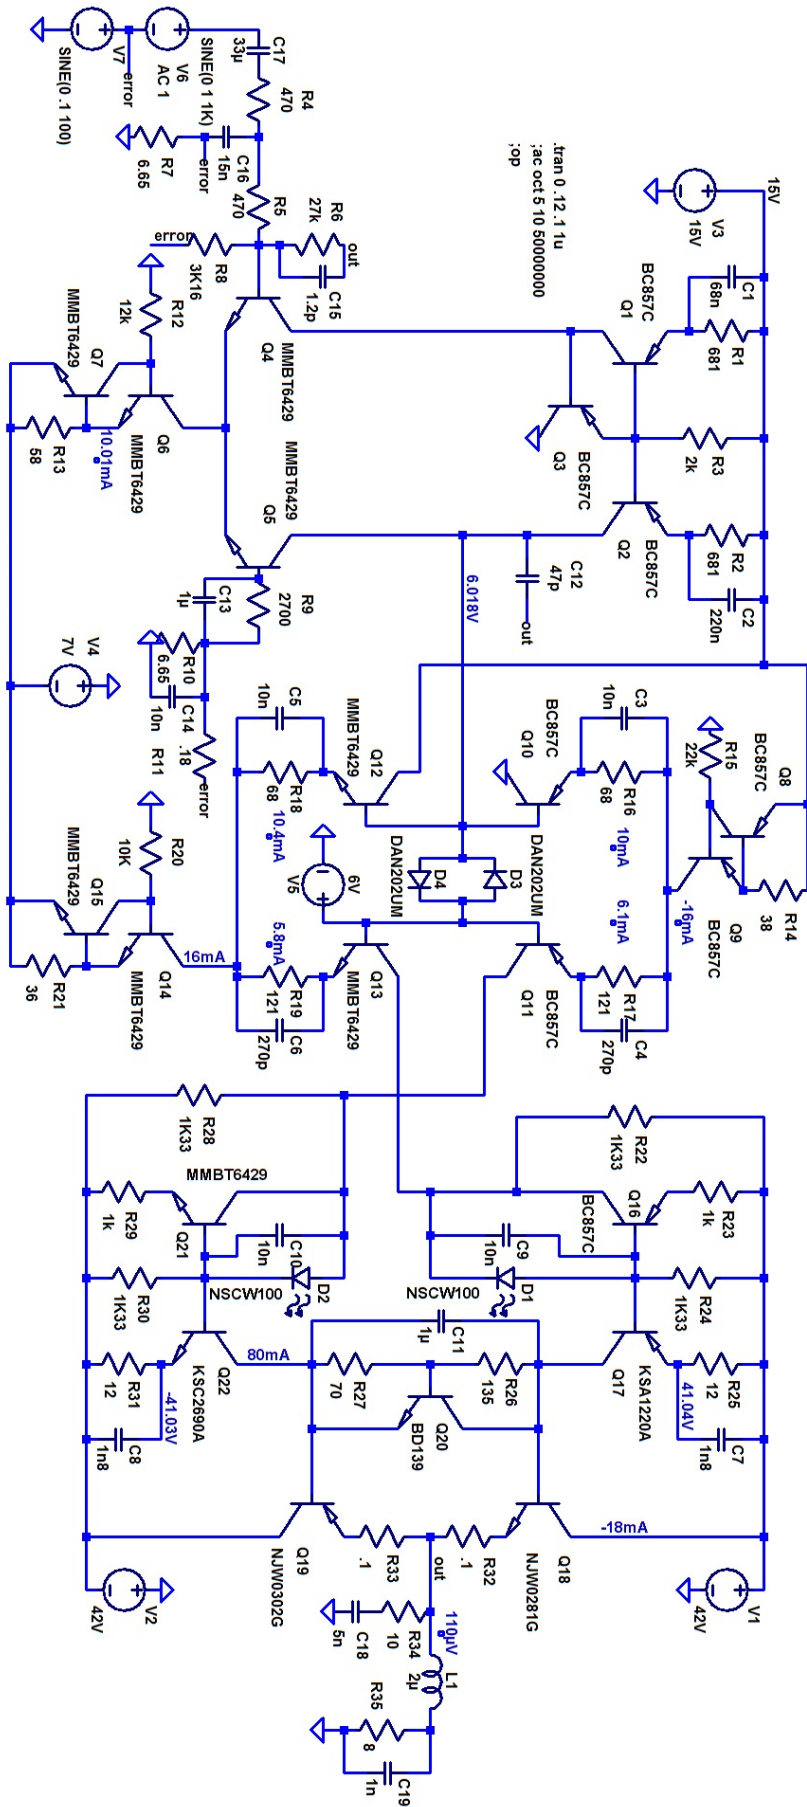 SINE(0 .1 100)
V7
error
V6
AC 1
SINE(0 1 1K)
C17
33µ
R4
470
R7
6.65
error
C16
15n
R5
470
.tran 0 .12 .1 1u
;ac oct 5 10 50000000
;op
15V
V3
15V
error
R8
3K16
R6
27k
out
C15
1.2p
R12
12k
MMBT6429
Q7
Q6
MMBT6429
R13
58
10.01mA
Q4
MMBT6429
MMBT6429
Q5
BC857C
Q1
C1
68n
R1
681
Q3
BC857C
R3
2k
BC857C
Q2
R2
681
C2
220n
C12
47p
out
6.018V
R9
2700
C13
1µ
R10
6.65
C14
10n
R11
.18
error
V4
7V
C5
10n
MMBT6429
Q12
R18
68
10.4mA
BC857C
Q10
C3
10n
R16
68
10mA
R15
22k
BC857C
Q8
R14
38
Q9
BC857C
-16mA
DAN202UM
D4
D3
DAN202UM
6V
V5
R20
10K
MMBT6429
Q15
R21
36
Q14
MMBT6429
16mA
5.8mA
R19
121
Q13
MMBT6429
C6
270p
6.1mA
R17
121
BC857C
Q11
C4
270p
R28
1K33
R22
1K33
MMBT6429
Q21
R29
1k
BC857C
Q16
R23
1k
C10
10n
C9
10n
R30
1K33
NSCW100
D2
NSCW100
D1
R24
1K33
R31
12
-41.03V
Q22
KSC2690A
80mA
C8
1n8
R27
70
C11
1µ
R26
135
Q20
BD139
Q17
KSA1220A
R25
12
41.04V
C7
1n8
Q19
NJW0302G
R33
.1
out
R32
.1
Q18
NJW0281G
-18mA
V2
42V
V1
42V
C18
5n
R34
10
110µV
L1
2µ
R35
8
C19
1n